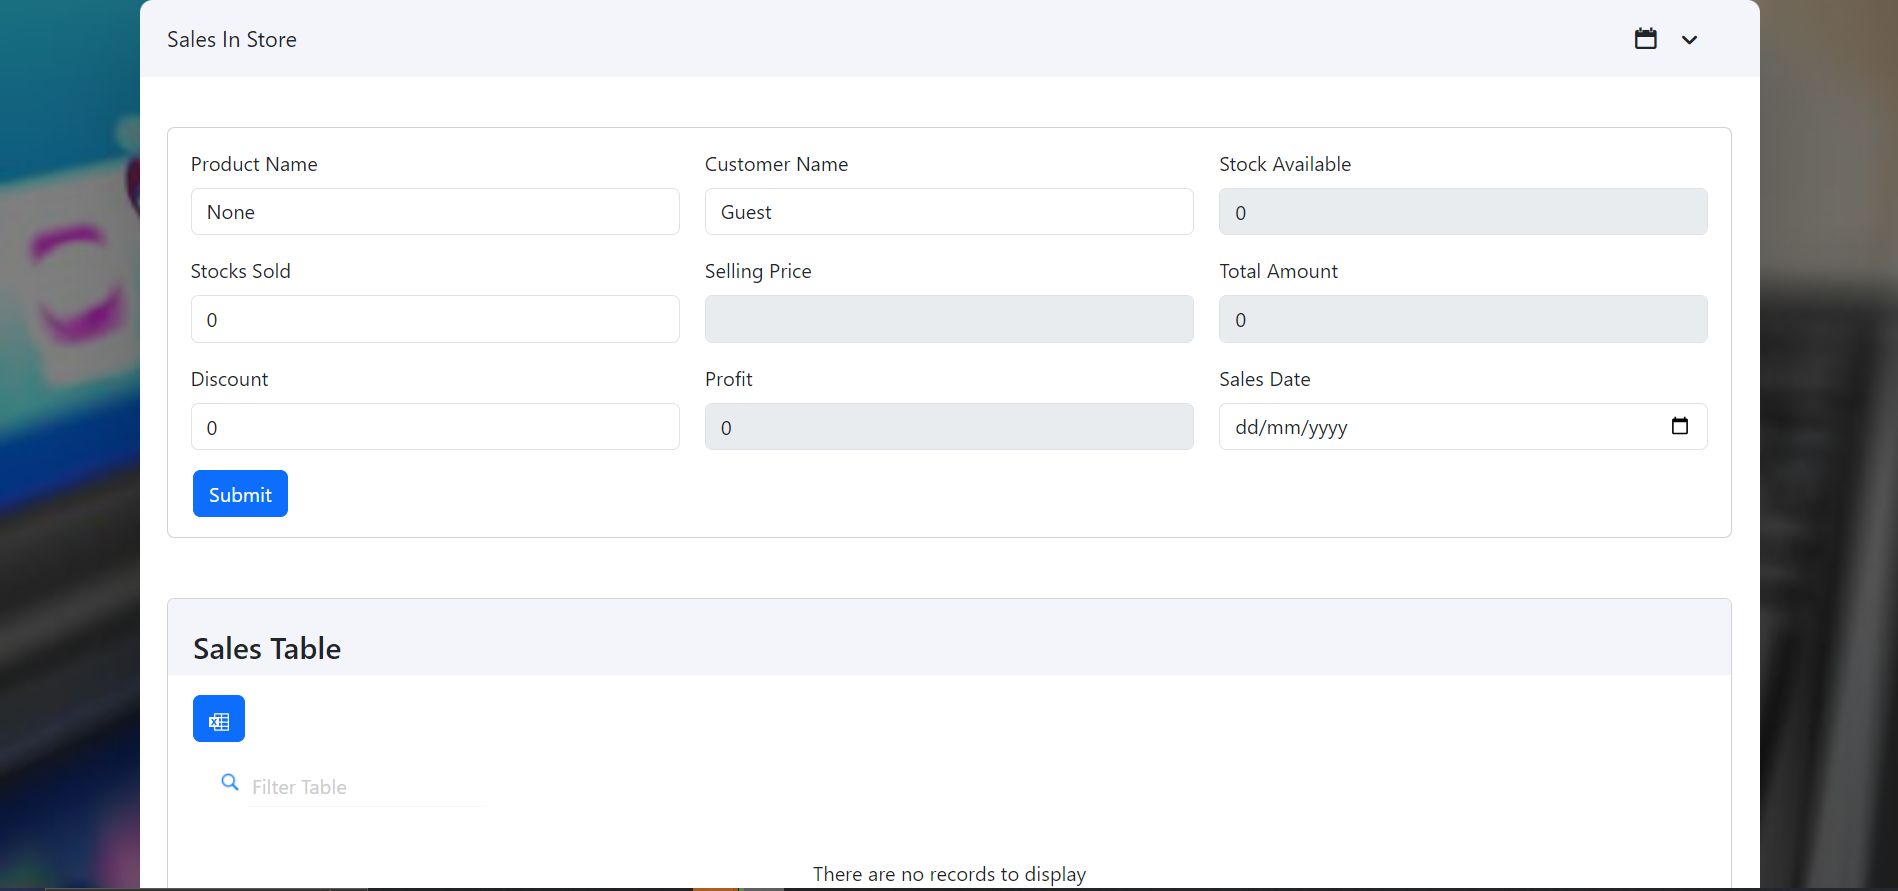 Sales In Store
Product Name Customer Name Stock Available
None Guest 0
Stocks Sold Selling Price Total Amount
0 0
Discount Profit Sales Date
0 0 dd/mm/yyyy
Submit
Sales Table
Filter Table
There are no records to display